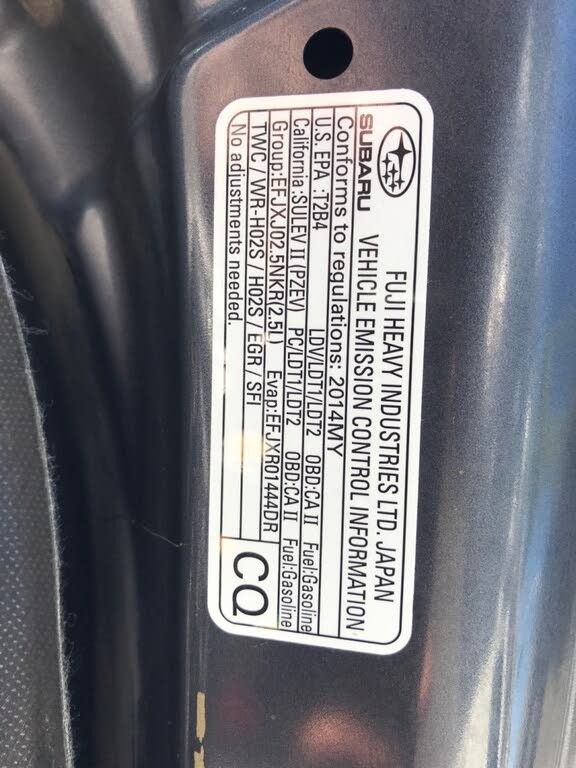 SUBARU
FUJI HEAVY INDUSTRIES LTD. JAPAN
VEHICLE EMISSION CONTROL INFORMATION
Conforms to regulations: 2014MY
U.S. EPA :T2B4 LDV/LDT1/LDT2 OBD:CA II Fuel:Gasoline
California :SULEV II (PZEV) PC/LDT1/LDT2 OBD:CA II Fuel:Gasoline
Group:EFJXJ02.5NKR(2.5L) Evap:EFJXR01444DR
TWC / WR-HO2S / HO2S / EGR / SFI
No adjustments needed.
CQ